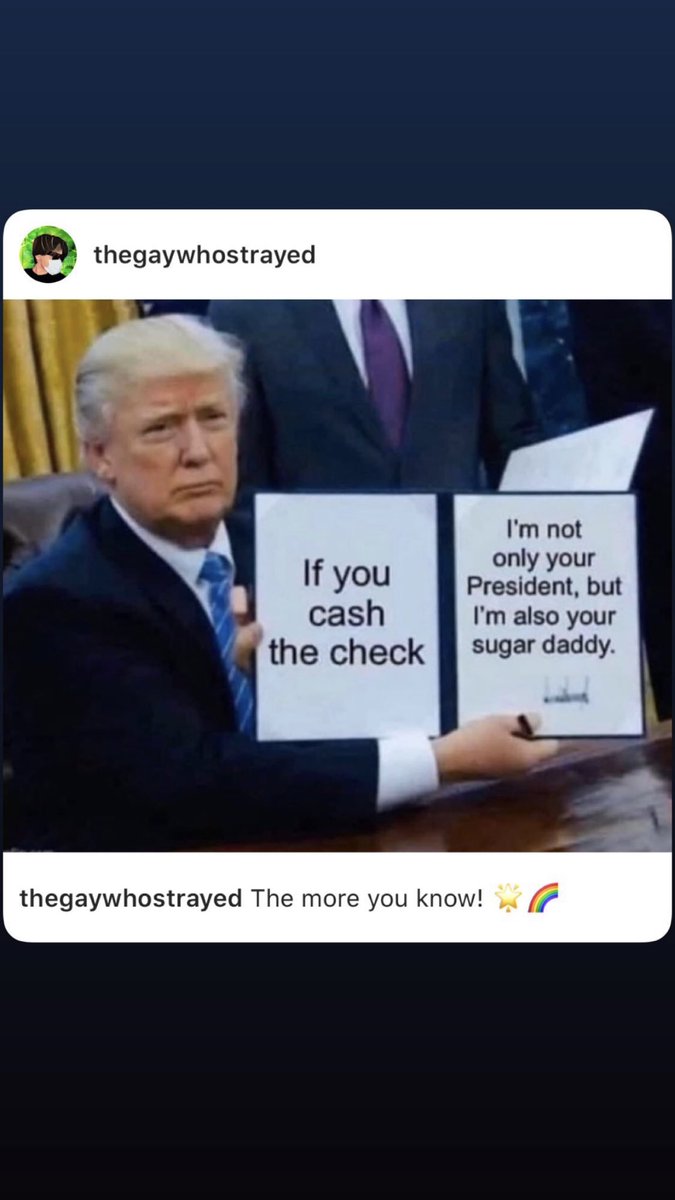 thegaywhostrayed
If you
cash
the check
I'm not
only your
President, but
I'm also your
sugar daddy.
thegaywhostrayed The more you know! 🌟🌈